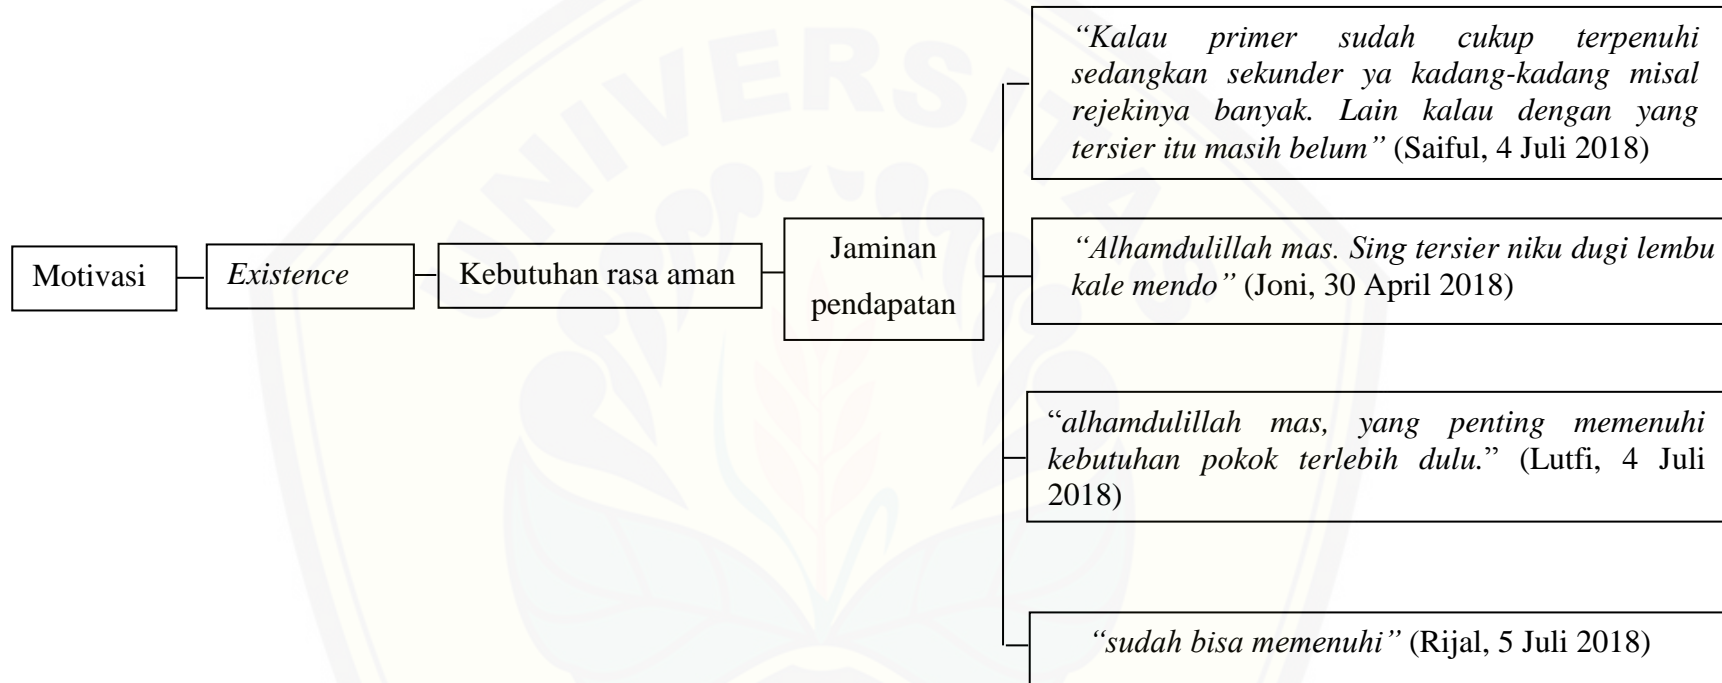 UNIVERSITAS
Motivasi
Existence
Kebutuhan rasa aman
Jaminan
pendapatan
“Kalau primer sudah cukup terpenuhi
sedangkan sekunder ya kadang-kadang misal
rejekinya banyak. Lain kalau dengan yang
tersier itu masih belum” (Saiful, 4 Juli 2018)
“Alhamdulillah mas. Sing tersier niku dugi lembu
kale mendo” (Joni, 30 April 2018)
“alhamdulillah mas, yang penting memenuhi
kebutuhan pokok terlebih dulu.” (Lutfi, 4 Juli
2018)
“sudah bisa memenuhi” (Rijal, 5 Juli 2018)